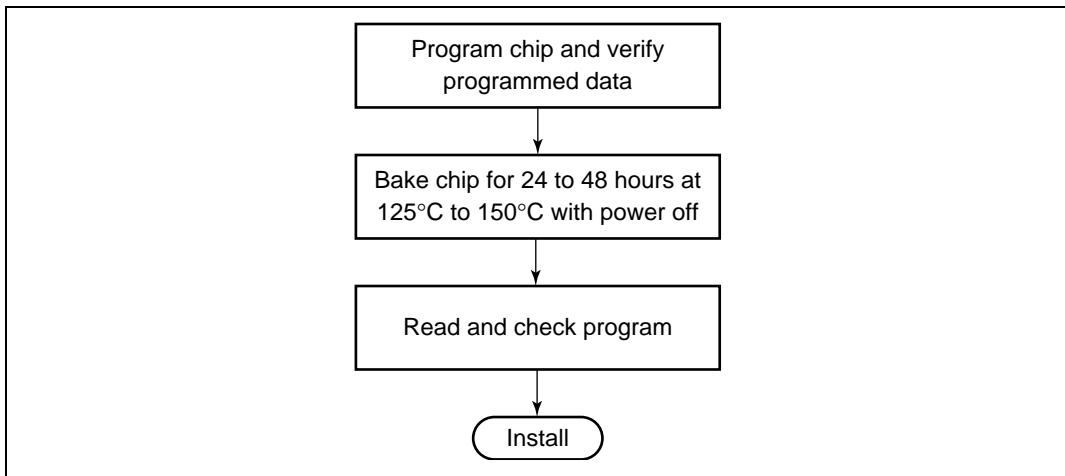 Program chip and verify
programmed data
Bake chip for 24 to 48 hours at
125°C to 150°C with power off
Read and check program
Install